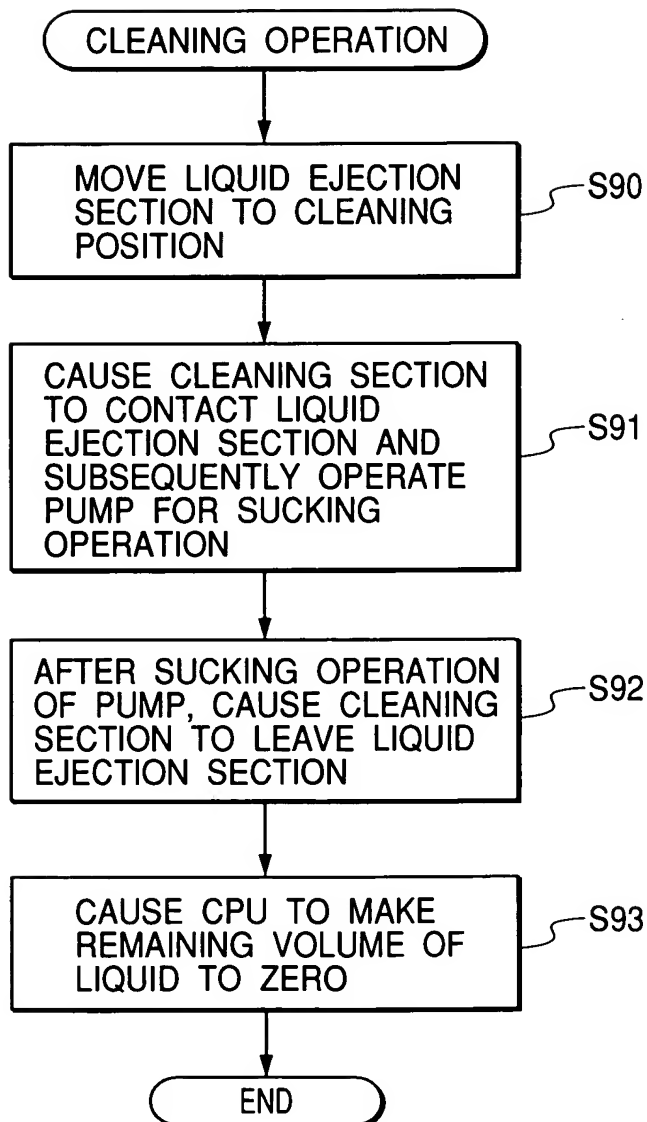 CLEANING OPERATION
MOVE LIQUID EJECTION
SECTION TO CLEANING
POSITION
S90
CAUSE CLEANING SECTION
TO CONTACT LIQUID
EJECTION SECTION AND
SUBSEQUENTLY OPERATE
PUMP FOR SUCKING
OPERATION
S91
AFTER SUCKING OPERATION
OF PUMP, CAUSE CLEANING
SECTION TO LEAVE LIQUID
EJECTION SECTION
S92
CAUSE CPU TO MAKE
REMAINING VOLUME OF
LIQUID TO ZERO
S93
END